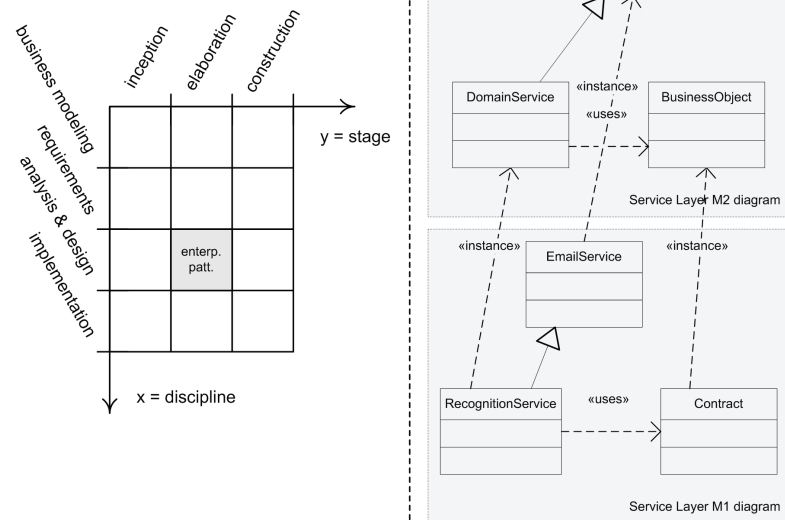 inception
elaboration
construction
business modeling
requirements
analysis & design
implementation
y = stage
enterp.
patt.
x = discipline
«instance»
DomainService
BusinessObject
«uses»
Service Layer M2 diagram
«instance»
«instance»
EmailService
RecognitionService
«uses»
Contract
Service Layer M1 diagram